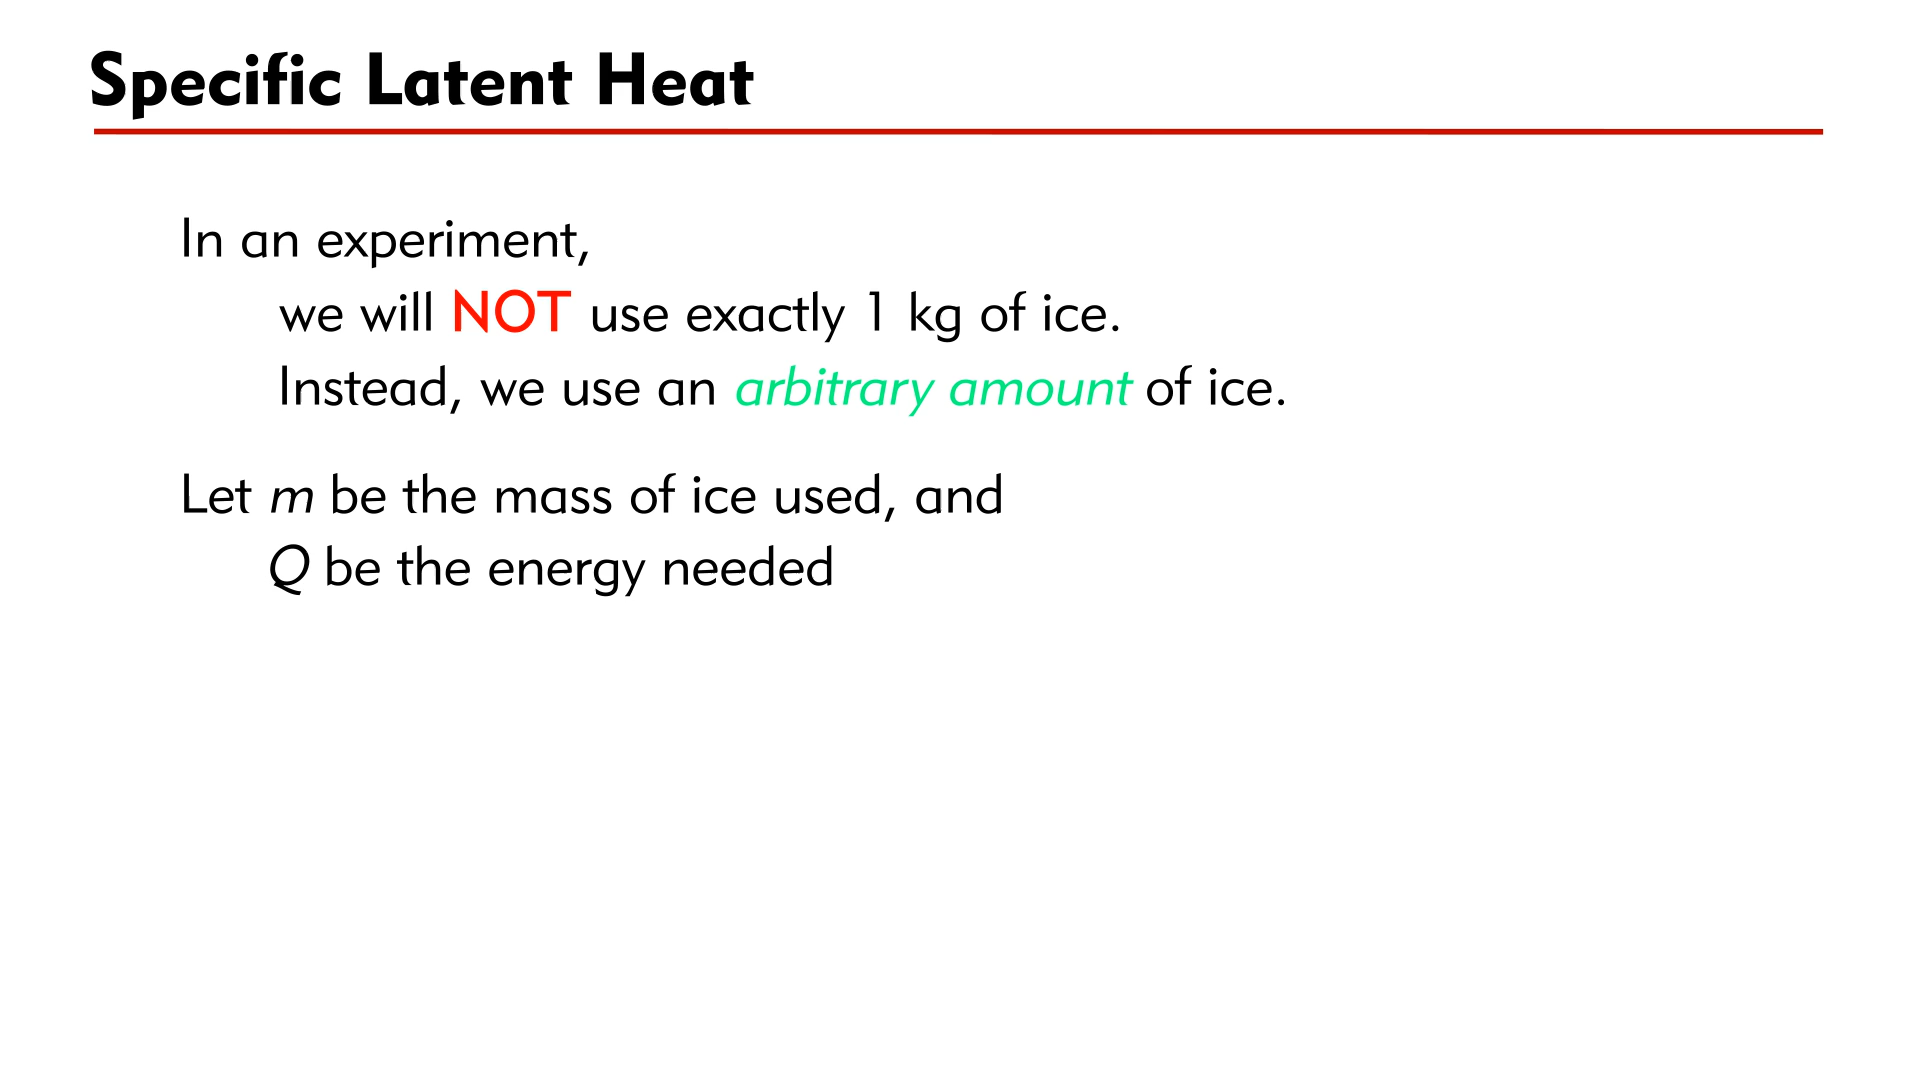 Specific Latent Heat
In an experiment,
we will NOT use exactly 1 kg of ice.
Instead, we use an arbitrary amount of ice.
Let m be the mass of ice used, and
Q be the energy needed